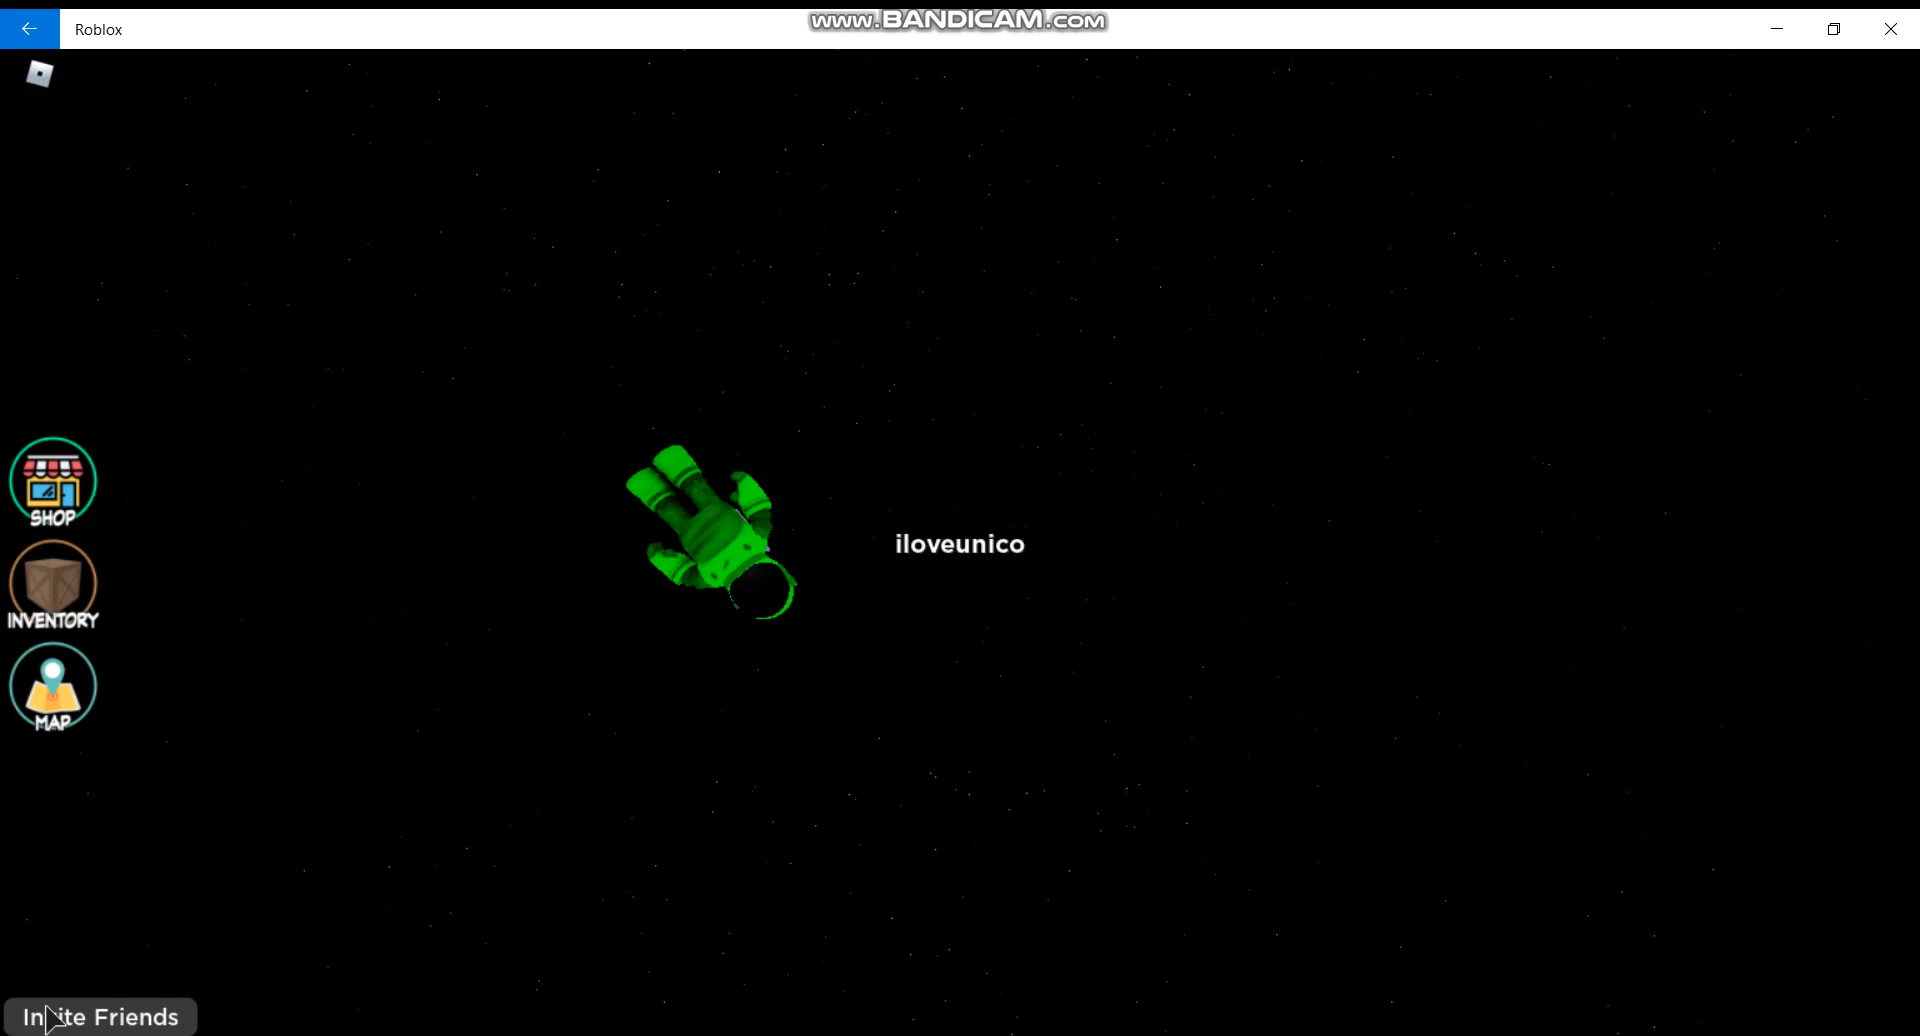 www.BANDICAM.com
Roblox
SHOP
iloveunico
INVENTORY
MAP
Invite Friends